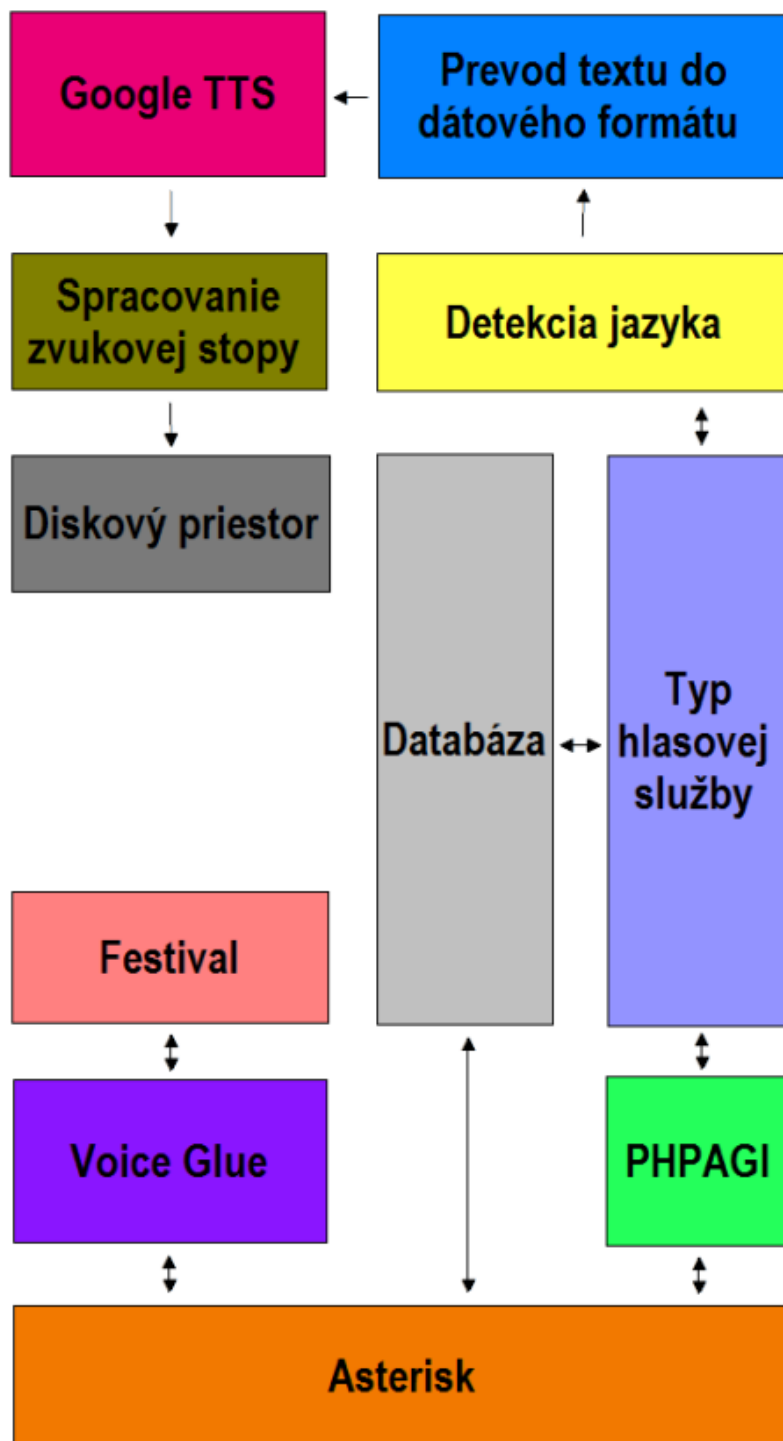 Google TTS
Prevod textu do
dátového formátu
Spracovanie
zvukovej stopy
Detekcia jazyka
Diskový priestor
Databáza
Typ
hlasovej
služby
Festival
Voice Glue
PHPAGI
Asterisk